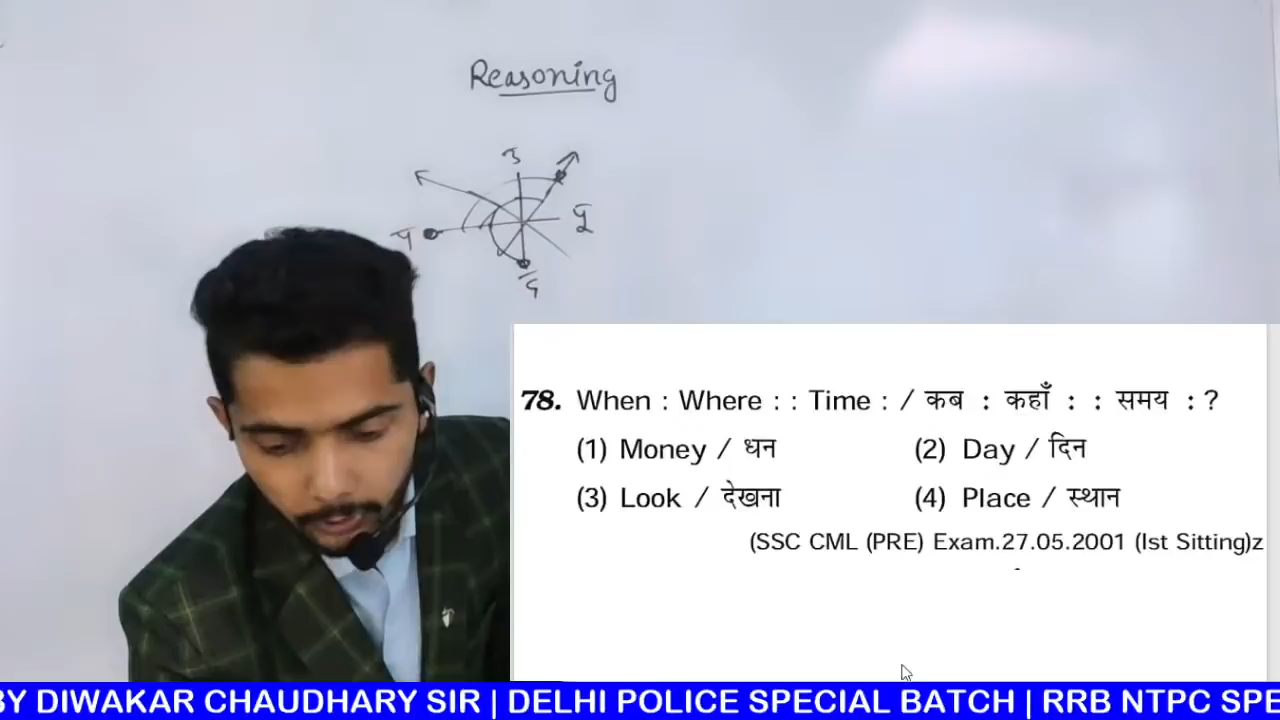 Reasoning
उ
पू
प
द
78. When : Where : : Time : / कब : कहाँ : : समय : ?
(1) Money / धन (2) Day / दिन
(3) Look / देखना (4) Place / स्थान
(SSC CML (PRE) Exam.27.05.2001 (Ist Sitting)z
BY DIWAKAR CHAUDHARY SIR | DELHI POLICE SPECIAL BATCH | RRB NTPC SPE